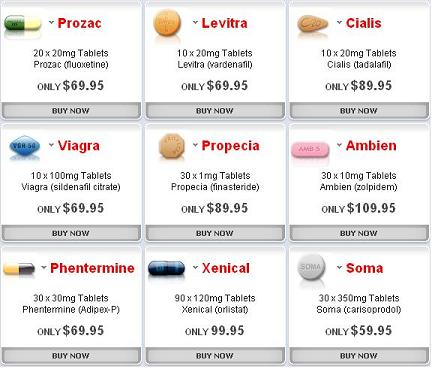 Prozac
20 x 20mg Tablets
Prozac (fluoxetine)
ONLY $69.95
BUY NOW
Levitra
10 x 20mg Tablets
Levitra (vardenafil)
ONLY $69.95
BUY NOW
Cialis
10 x 20mg Tablets
Cialis (tadalafil)
ONLY $89.95
BUY NOW
Viagra
10 x 100mg Tablets
Viagra (sildenafil citrate)
ONLY $69.95
BUY NOW
Propecia
30 x 1mg Tablets
Propecia (finasteride)
ONLY $89.95
BUY NOW
AMB 5
Ambien
30 x 10mg Tablets
Ambien (zolpidem)
ONLY $109.95
BUY NOW
Phentermine
30 x 30mg Tablets
Phentermine (Adipex-P)
ONLY $69.95
BUY NOW
Xenical
90 x 120mg Tablets
Xenical (orlistat)
ONLY 99.95
BUY NOW
SOMA
Soma
30 x 350mg Tablets
Soma (carisoprodol)
ONLY $59.95
BUY NOW